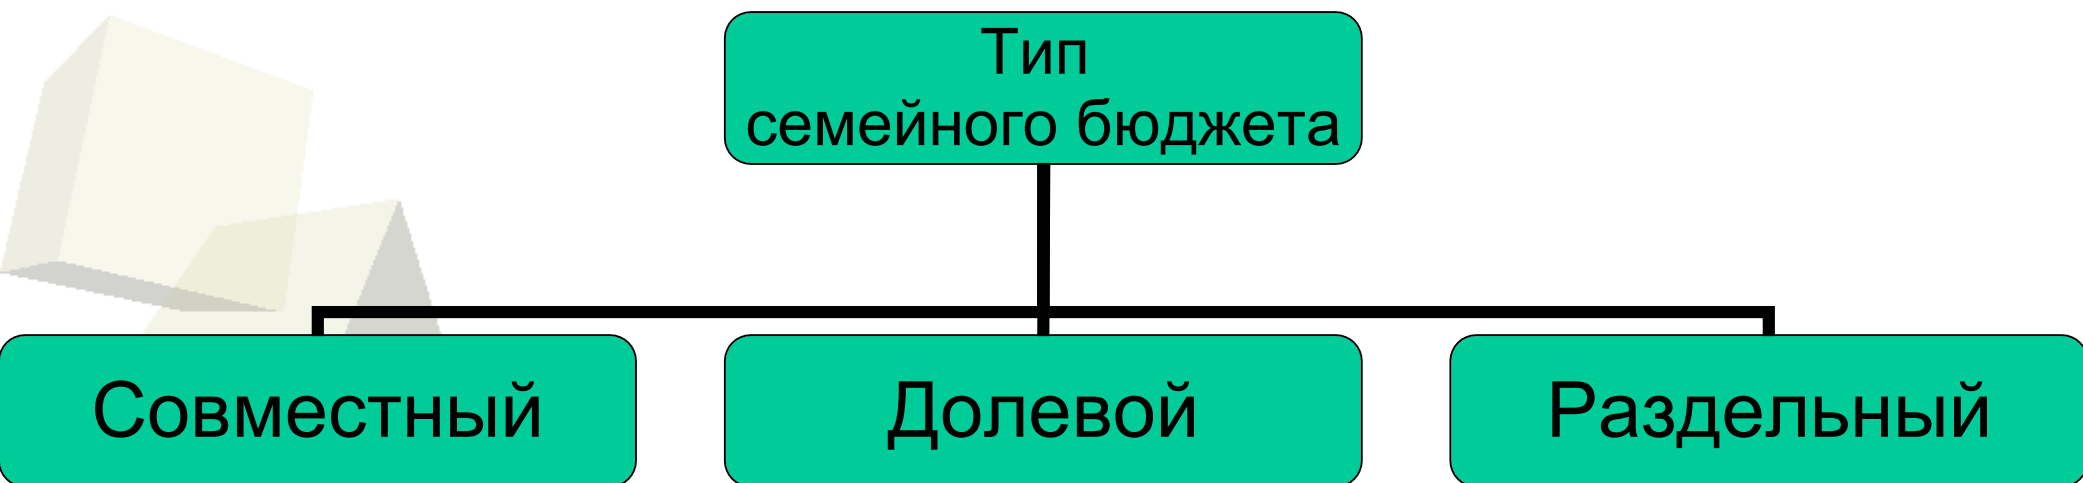 Тип
семейного бюджета
Совместный
Долевой
Раздельный